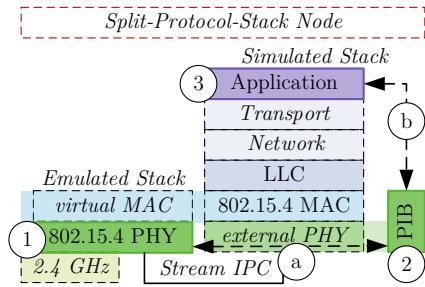 Split-Protocol-Stack Node
Simulated Stack
3
Application
Transport
b
Network
Emulated Stack
LLC
virtual MAC
802.15.4 MAC
1
802.15.4 PHY
external PHY
PIB
2.4 GHz
Stream IPC
a
2